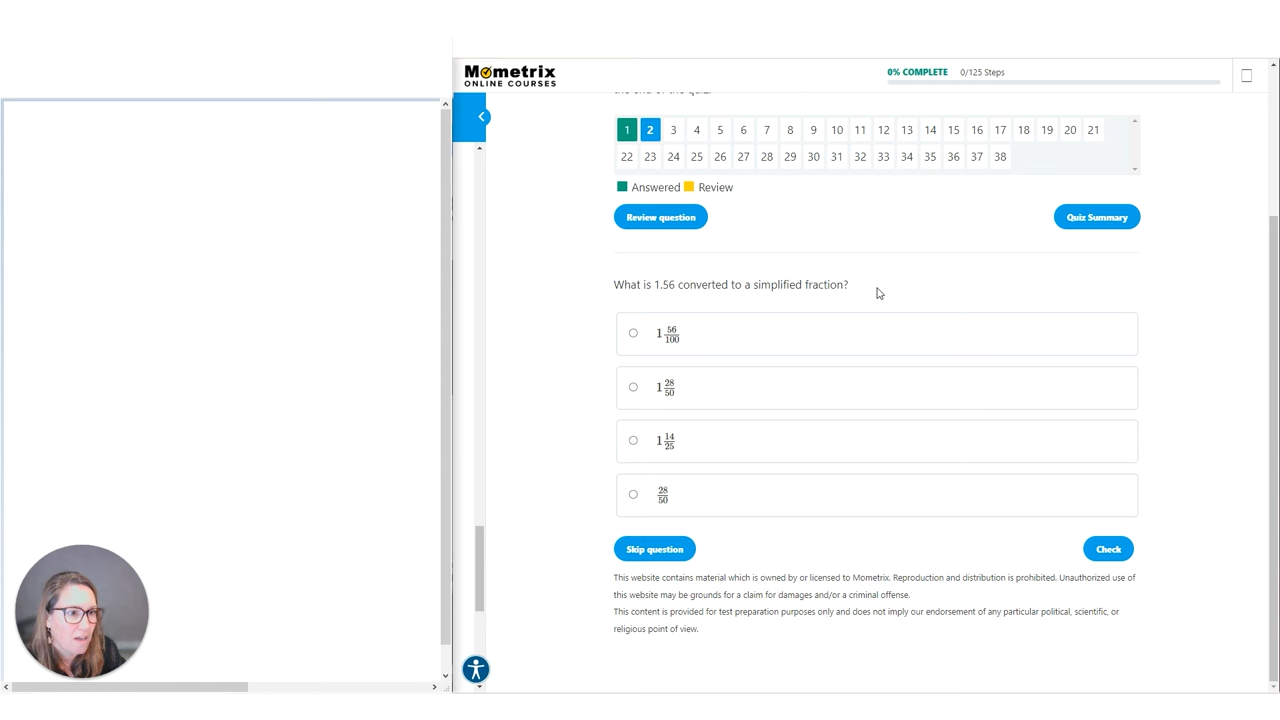 Mometrix
ONLINE COURSES
0% COMPLETE 0/125 Steps
1 2 3 4 5 6 7 8 9 10 11 12 13 14 15 16 17 18 19 20 21
22 23 24 25 26 27 28 29 30 31 32 33 34 35 36 37 38
Answered Review
Review question Quiz Summary
What is 1.56 converted to a simplified fraction?
1 56/100
1 28/50
1 14/25
28/50
Skip question Check
This website contains material which is owned by or licensed to Mometrix. Reproduction and distribution is prohibited. Unauthorized use of
this website may be grounds for a claim for damages and/or a criminal offense.
This content is provided for test preparation purposes only and does not imply our endorsement of any particular political, scientific, or
religious point of view.